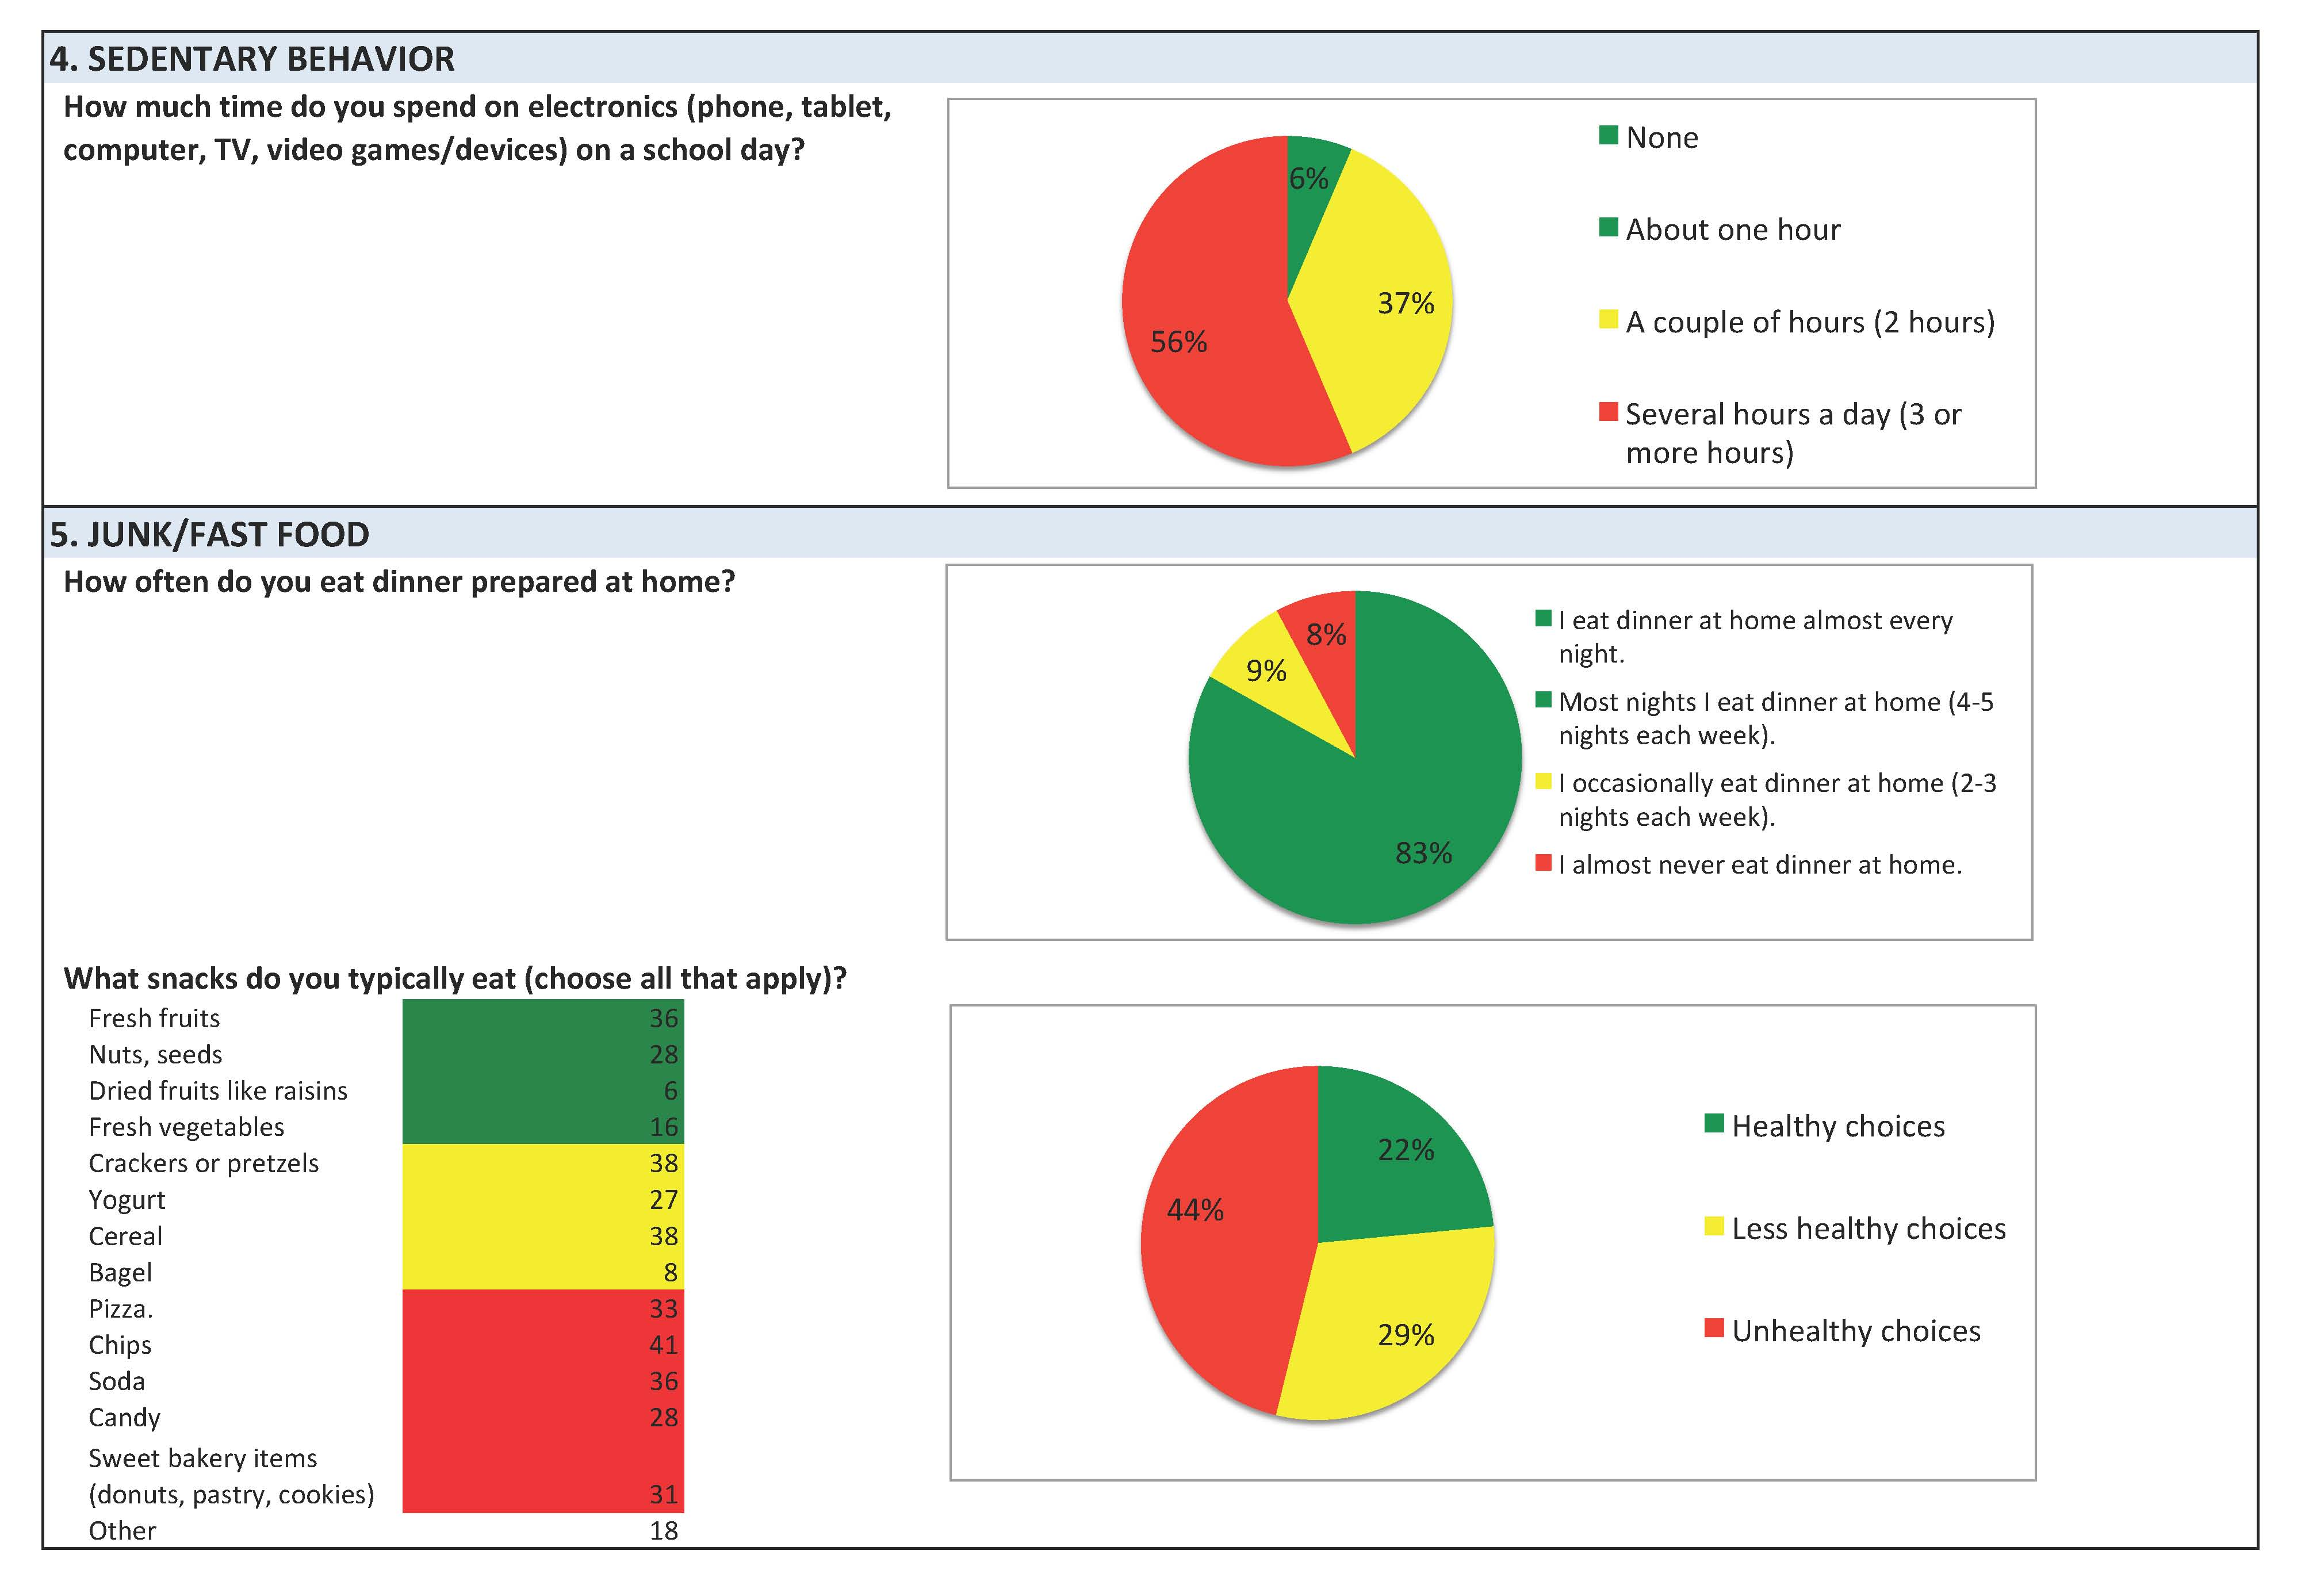 4. SEDENTARY BEHAVIOR
How much time do you spend on electronics (phone, tablet,
computer, TV, video games/devices) on a school day?
6%
37%
56%
None
About one hour
A couple of hours (2 hours)
Several hours a day (3 or
more hours)
5. JUNK/FAST FOOD
How often do you eat dinner prepared at home?
8%
9%
83%
I eat dinner at home almost every
night.
Most nights I eat dinner at home (4-5
nights each week).
I occasionally eat dinner at home (2-3
nights each week).
I almost never eat dinner at home.
What snacks do you typically eat (choose all that apply)?
Fresh fruits 36
Nuts, seeds 28
Dried fruits like raisins 6
Fresh vegetables 16
Crackers or pretzels 38
Yogurt 27
Cereal 38
Bagel 8
Pizza. 33
Chips 41
Soda 36
Candy 28
Sweet bakery items
(donuts, pastry, cookies) 31
Other 18
22%
44%
29%
Healthy choices
Less healthy choices
Unhealthy choices